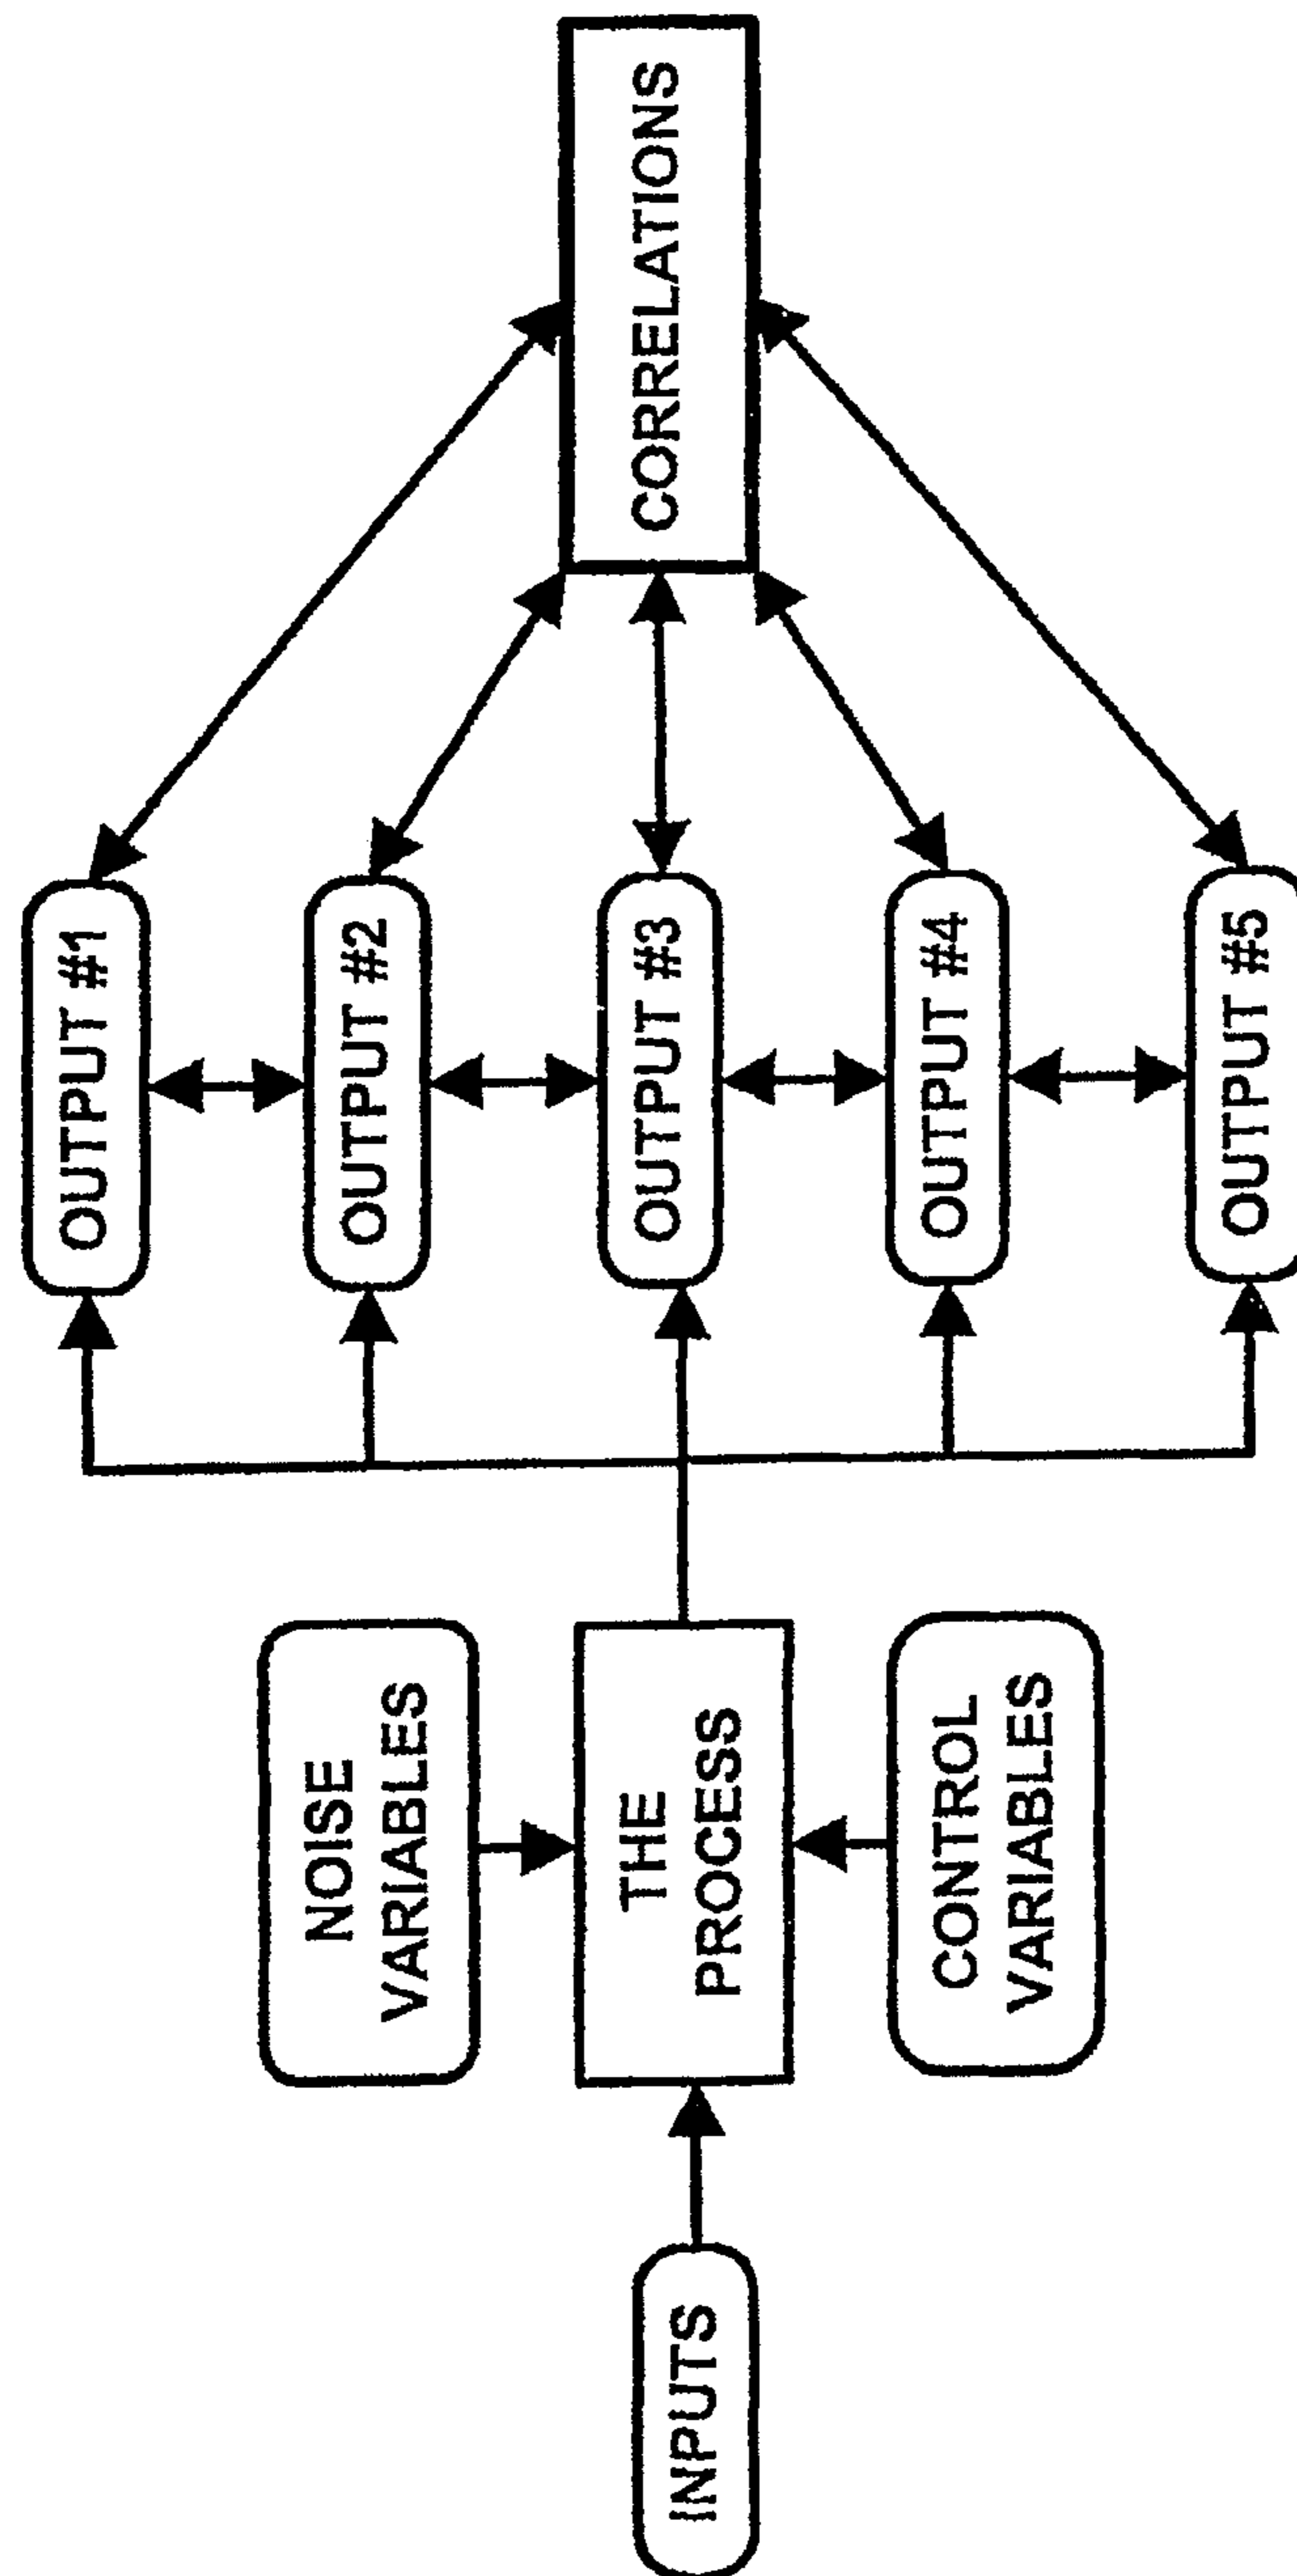 INPUTS
NOISE
VARIABLES
THE
PROCESS
CONTROL
VARIABLES
OUTPUT #1
OUTPUT #2
OUTPUT #3
OUTPUT #4
OUTPUT #5
CORRELATIONS